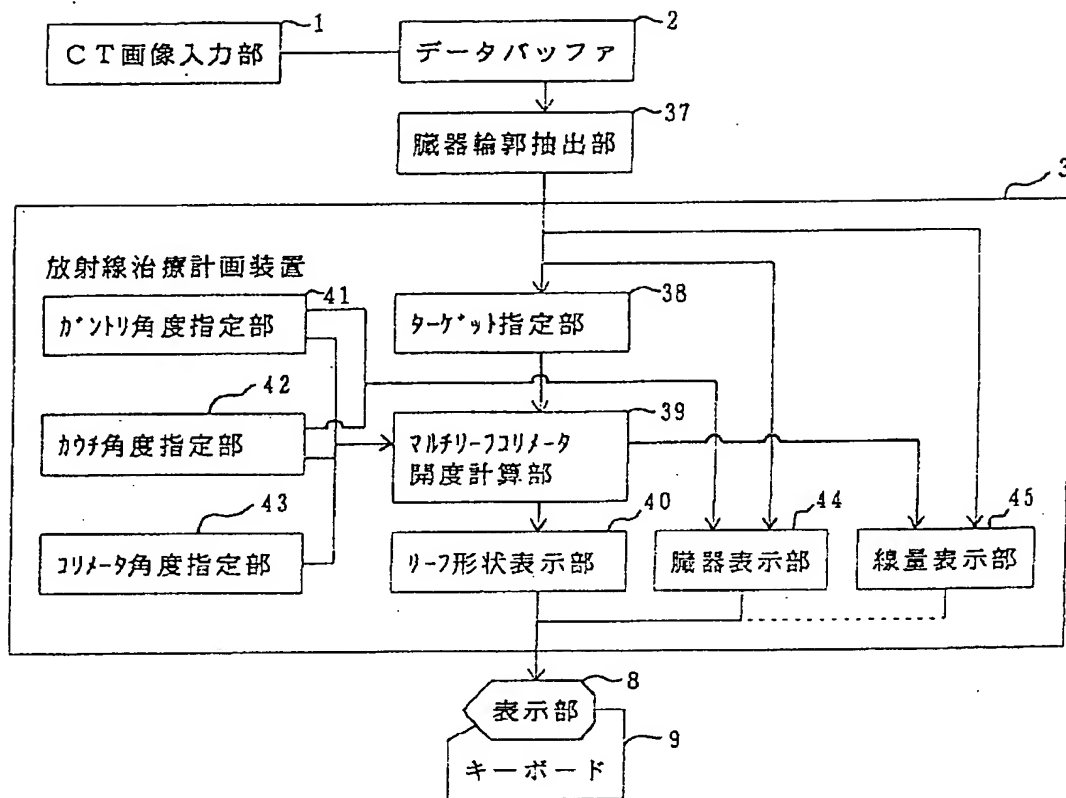 1
CT画像入力部
2
データバッファ
37
臓器輪郭抽出部
3
放射線治療計画装置
41
ガントリ角度指定部
38
ターゲット指定部
42
カウチ角度指定部
39
マルチリーフコリメータ
開度計算部
43
コリメータ角度指定部
40
リーフ形状表示部
44
臓器表示部
45
線量表示部
8
表示部
9
キーボード